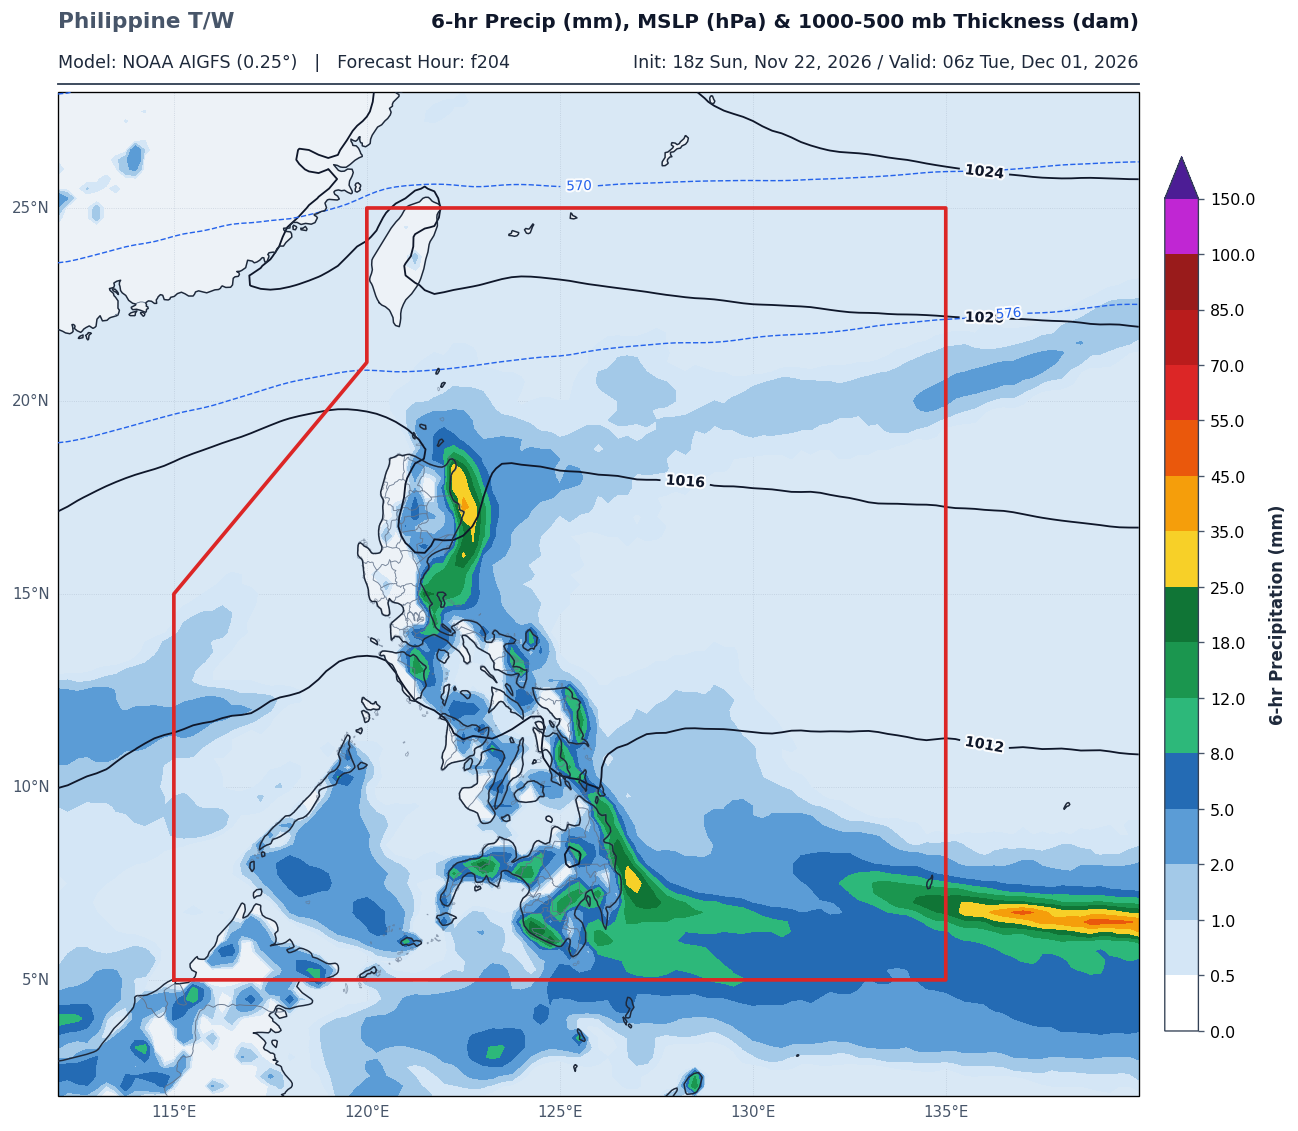 Philippine T/W
6-hr Precip (mm), MSLP (hPa) & 1000-500 mb Thickness (dam)
Model: NOAA AIGFS (0.25°) | Forecast Hour: f204
Init: 18z Sun, Nov 22, 2026 / Valid: 06z Tue, Dec 01, 2026
1024
570
576
1016
1012
25°N
20°N
15°N
10°N
5°N
115°E
120°E
125°E
130°E
135°E
150.0
100.0
85.0
70.0
55.0
45.0
35.0
25.0
18.0
12.0
8.0
5.0
2.0
1.0
0.5
0.0
6-hr Precipitation (mm)